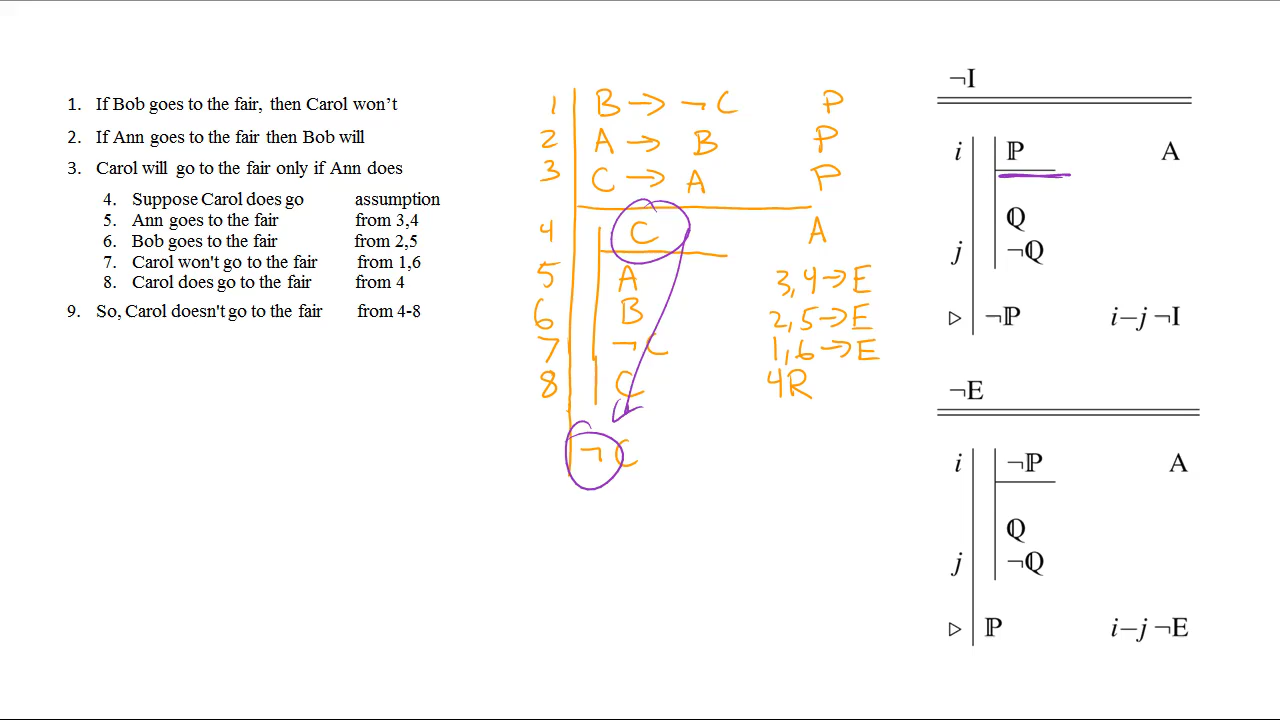 1. If Bob goes to the fair, then Carol won't
2. If Ann goes to the fair then Bob will
3. Carol will go to the fair only if Ann does
4. Suppose Carol does go assumption
5. Ann goes to the fair from 3,4
6. Bob goes to the fair from 2,5
7. Carol won't go to the fair from 1,6
8. Carol does go to the fair from 4
9. So, Carol doesn't go to the fair from 4-8
1 B → ¬C P
2 A → B P
3 C → A P
4 C A
5 A 3,4→E
6 B 2,5→E
7 ¬C 1,6→E
8 C 4R
¬C
¬I
i ℙ A
ℚ
j ¬ℚ
▷ ¬ℙ i–j ¬I
¬E
i ¬ℙ A
ℚ
j ¬ℚ
▷ ℙ i–j ¬E